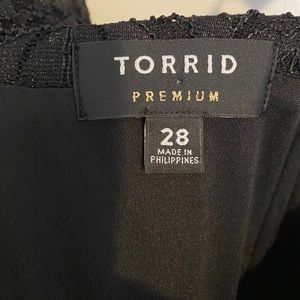 TORRID
PREMIUM
28
MADE IN
PHILIPPINES